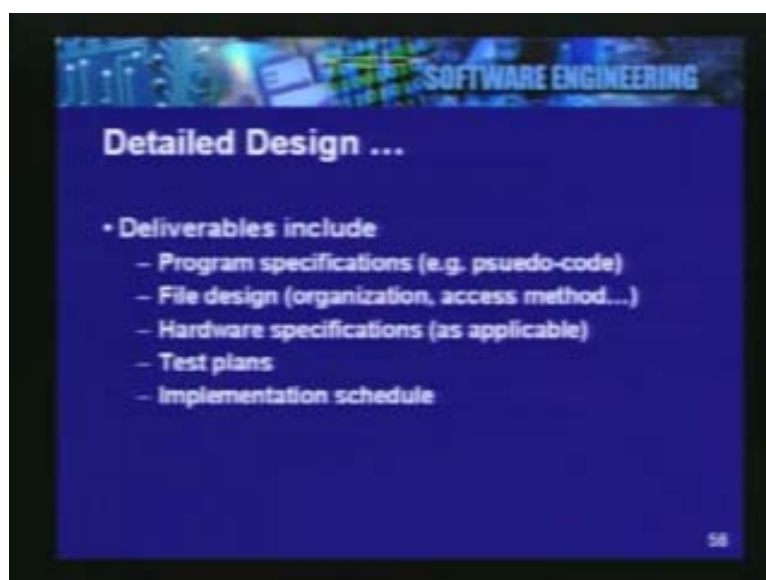 SOFTWARE ENGINEERING
Detailed Design ...
• Deliverables include
– Program specifications (e.g. psuedo-code)
– File design (organization, access method...)
– Hardware specifications (as applicable)
– Test plans
– Implementation schedule
56